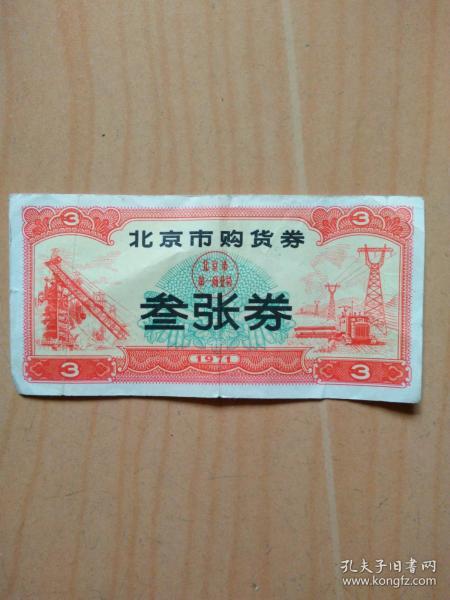 3 3
北京市购货券
北京市
第一商业局
叁张券
1971
3 3
孔夫子旧书网
www.kongfz.com